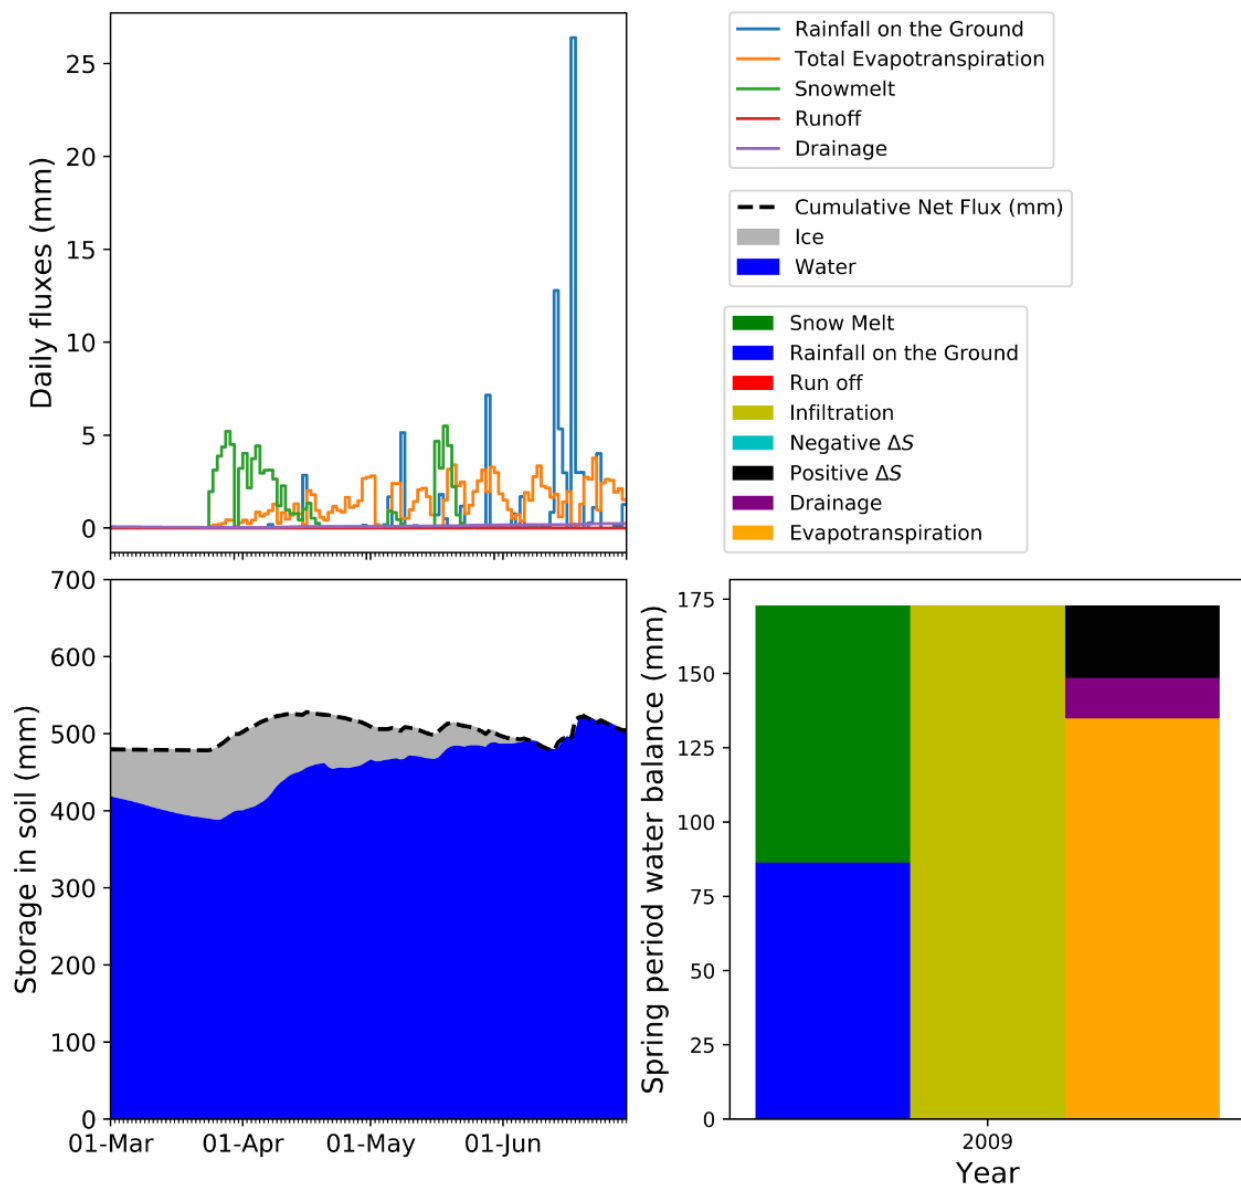 Daily fluxes (mm)
25
20
15
10
5
0
Rainfall on the Ground
Total Evapotranspiration
Snowmelt
Runoff
Drainage
Cumulative Net Flux (mm)
Ice
Water
Snow Melt
Rainfall on the Ground
Run off
Infiltration
Negative ΔS
Positive ΔS
Drainage
Evapotranspiration
Storage in soil (mm)
700
600
500
400
300
200
100
0
01-Mar 01-Apr 01-May 01-Jun
Spring period water balance (mm)
175
150
125
100
75
50
25
0
2009
Year